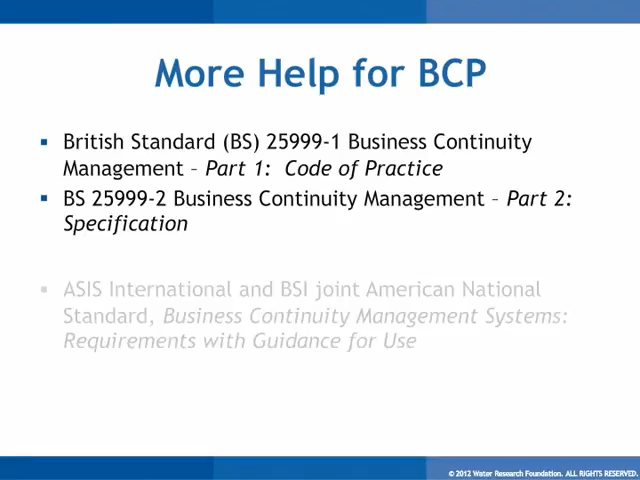 More Help for BCP
▪ British Standard (BS) 25999-1 Business Continuity
Management – Part 1: Code of Practice
▪ BS 25999-2 Business Continuity Management – Part 2:
Specification
▪ ASIS International and BSI joint American National
Standard, Business Continuity Management Systems:
Requirements with Guidance for Use
© 2012 Water Research Foundation. ALL RIGHTS RESERVED.